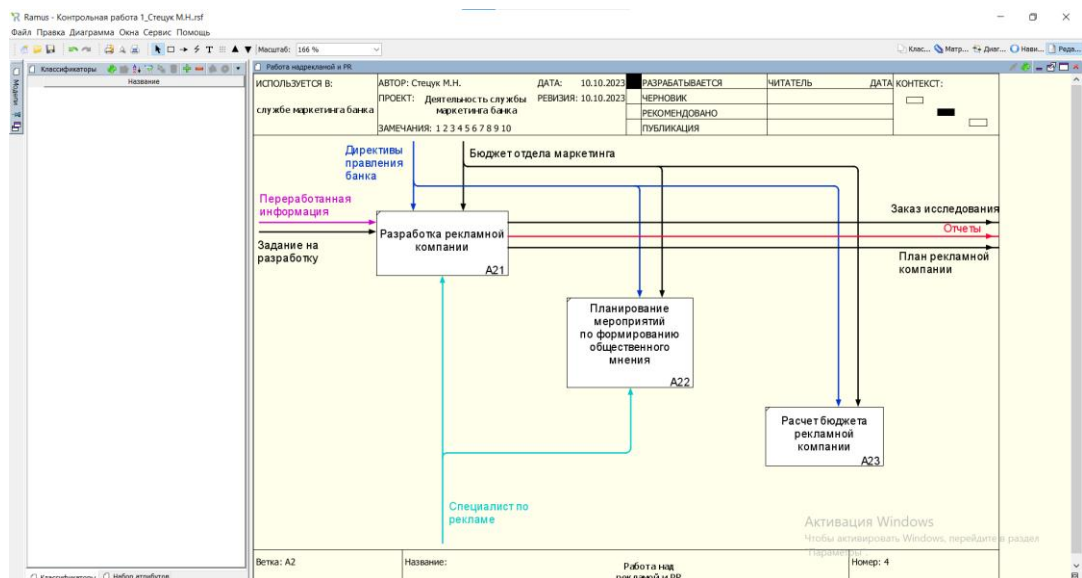 Ramus - Контрольная работа 1_Стецук М.Н..rsf
Файл Правка Диаграмма Окна Сервис Помощь
Масштаб: 166 %
Клас... Матр... Диаг... Нави... Реда...
Классификаторы
Название
Модели
Работа надрекламой и PR
ИСПОЛЬЗУЕТСЯ В:
службе маркетинга банка
АВТОР: Стецук М.Н.
ДАТА: 10.10.2023
ПРОЕКТ: Деятельность службы
маркетинга банка
РЕВИЗИЯ: 10.10.2023
ЗАМЕЧАНИЯ: 1 2 3 4 5 6 7 8 9 10
РАЗРАБАТЫВАЕТСЯ
ЧЕРНОВИК
РЕКОМЕНДОВАНО
ПУБЛИКАЦИЯ
ЧИТАТЕЛЬ
ДАТА
КОНТЕКСТ:
Директивы
правления
банка
Бюджет отдела маркетинга
Переработанная
информация
Задание на
разработку
Разработка рекламной
компании
A21
Заказ исследования
Отчеты
План рекламной
компании
Планирование
мероприятий
по формированию
общественного
мнения
A22
Расчет бюджета
рекламной
компании
A23
Специалист по
рекламе
Активация Windows
Чтобы активировать Windows, перейдите в раздел
"Параметры".
Ветка: A2
Название:
Работа над
рекламой и PR
Номер: 4
Классификаторы
Набор атрибутов